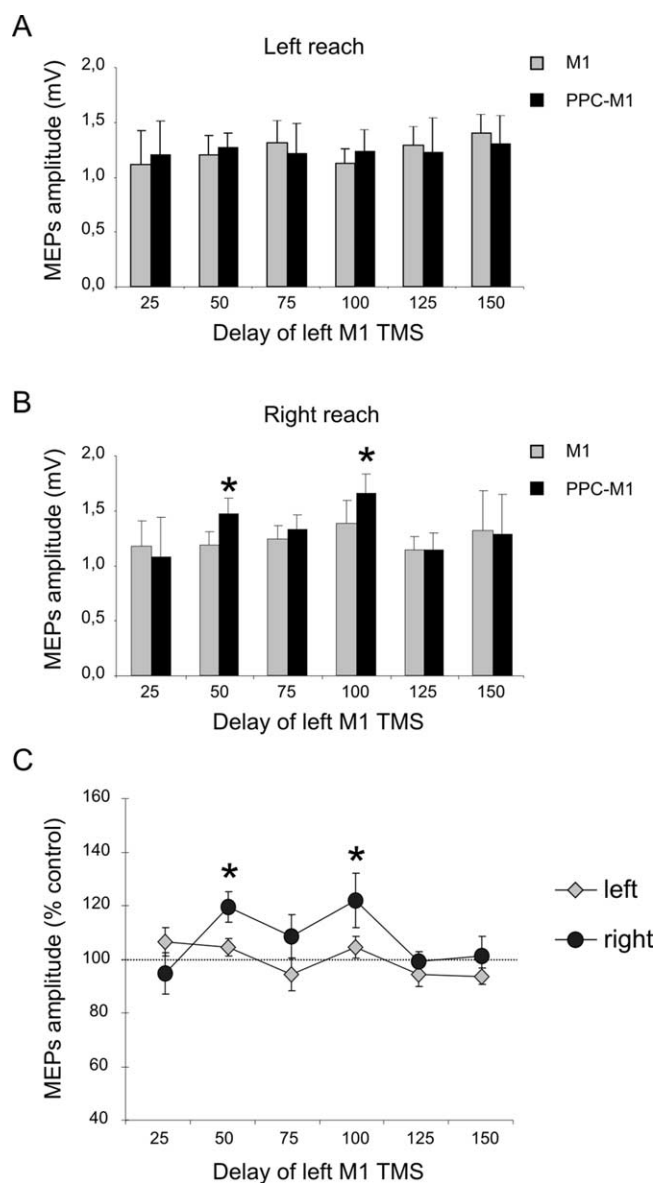 A
Left reach
MEPs amplitude (mV)
2,0
1,5
1,0
0,5
0,0
25 50 75 100 125 150
Delay of left M1 TMS
M1
PPC-M1
B
Right reach
MEPs amplitude (mV)
2,0
1,5
1,0
0,5
0,0
* *
25 50 75 100 125 150
Delay of left M1 TMS
M1
PPC-M1
C
MEPs amplitude (% control)
160
140
120
100
80
60
40
* *
25 50 75 100 125 150
Delay of left M1 TMS
left
right